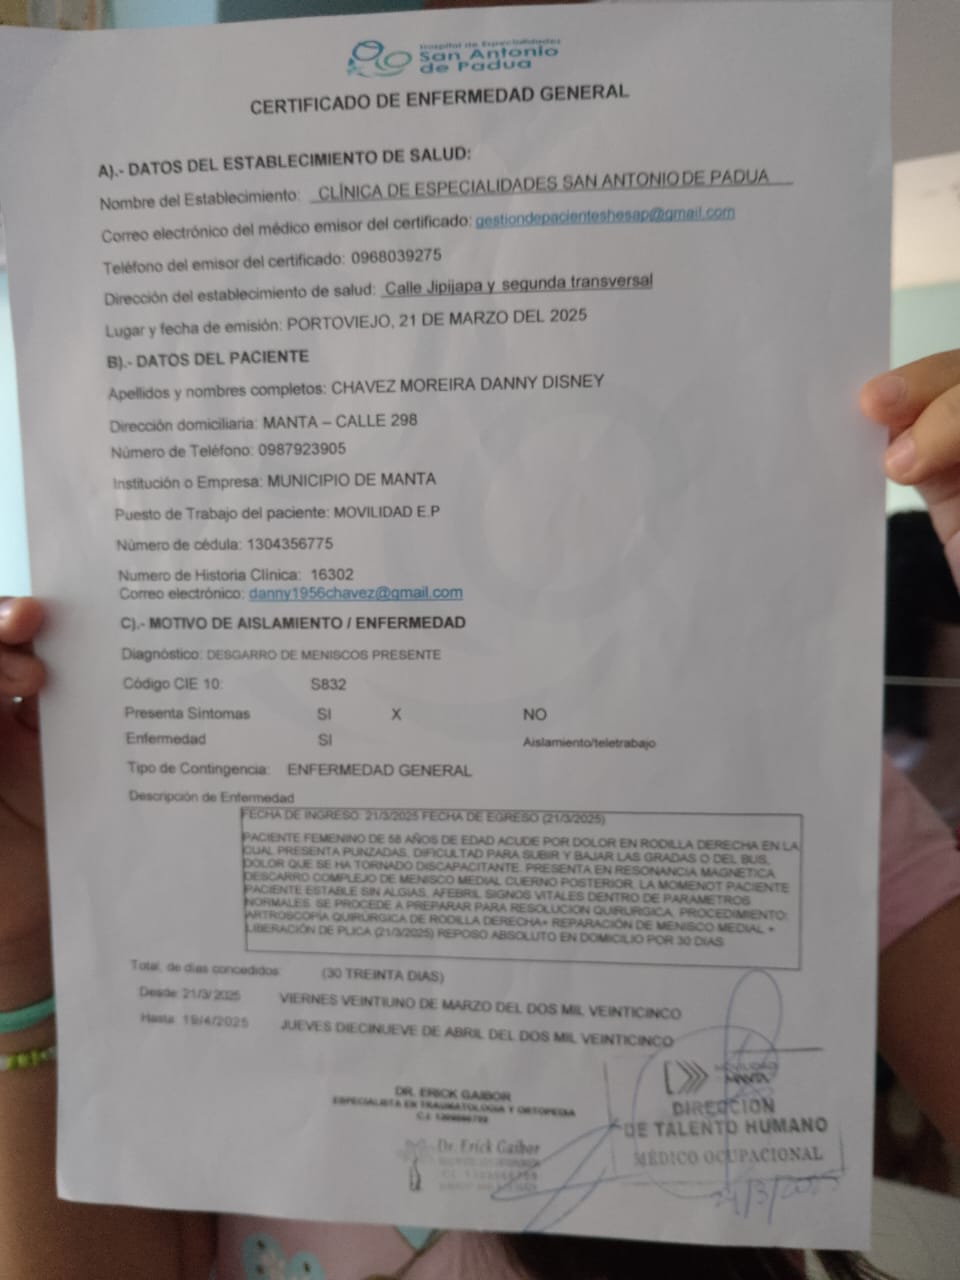 Hospital de Especialidades
San Antonio
de Padua
CERTIFICADO DE ENFERMEDAD GENERAL
A).- DATOS DEL ESTABLECIMIENTO DE SALUD:
Nombre del Establecimiento: CLÍNICA DE ESPECIALIDADES SAN ANTONIO DE PADUA
Correo electrónico del médico emisor del certificado: gestiondepacienteshesap@gmail.com
Teléfono del emisor del certificado: 0968039275
Dirección del establecimiento de salud: Calle Jipijapa y segunda transversal
Lugar y fecha de emisión: PORTOVIEJO, 21 DE MARZO DEL 2025
B).- DATOS DEL PACIENTE
Apellidos y nombres completos: CHAVEZ MOREIRA DANNY DISNEY
Dirección domiciliaria: MANTA – CALLE 298
Número de Teléfono: 0987923905
Institución o Empresa: MUNICIPIO DE MANTA
Puesto de Trabajo del paciente: MOVILIDAD E.P
Número de cédula: 1304356775
Numero de Historia Clínica: 16302
Correo electrónico: danny1956chavez@gmail.com
C).- MOTIVO DE AISLAMIENTO / ENFERMEDAD
Diagnóstico: DESGARRO DE MENISCOS PRESENTE
Código CIE 10: S832
Presenta Sintomas SI X NO
Enfermedad SI Aislamiento/teletrabajo
Tipo de Contingencia: ENFERMEDAD GENERAL
Descripción de Enfermedad
FECHA DE INGRESO: 21/3/2025 FECHA DE EGRESO (21/3/2025)
PACIENTE FEMENINO DE 58 AÑOS DE EDAD ACUDE POR DOLOR EN RODILLA DERECHA EN LA
CUAL PRESENTA PUNZADAS, DIFICULTAD PARA SUBIR Y BAJAR LAS GRADAS O DEL BUS,
DOLOR QUE SE HA TORNADO DISCAPACITANTE. PRESENTA EN RESONANCIA MAGNETICA
DESCARRO COMPLEJO DE MENISCO MEDIAL CUERNO POSTERIOR, LA MOMENOT PACIENTE
PACIENTE ESTABLE SIN ALGIAS, AFEBRIL SIGNOS VITALES DENTRO DE PARAMETROS
NORMALES. SE PROCEDE A PREPARAR PARA RESOLUCION QUIRURGICA, PROCEDIMIENTO:
ARTROSCOPÍA QUIRÚRGICA DE RODILLA DERECHA+ REPARACIÓN DE MENISCO MEDIAL +
LIBERACIÓN DE PLICA (21/3/2025) REPOSO ABSOLUTO EN DOMICILIO POR 30 DIAS
Total, de días concedidos: (30 TREINTA DIAS)
Desde: 21/3/2025 VIERNES VEINTIUNO DE MARZO DEL DOS MIL VEINTICINCO
Hasta: 19/4/2025 JUEVES DIECINUEVE DE ABRIL DEL DOS MIL VEINTICINCO
DR. ERICK GAIBOR
ESPECIALISTA EN TRAUMATOLOGIA Y ORTOPEDIA
C.I.
Dr. Erick Gaibor
MANTA
DIRECCIÓN
DE TALENTO HUMANO
MÉDICO OCUPACIONAL